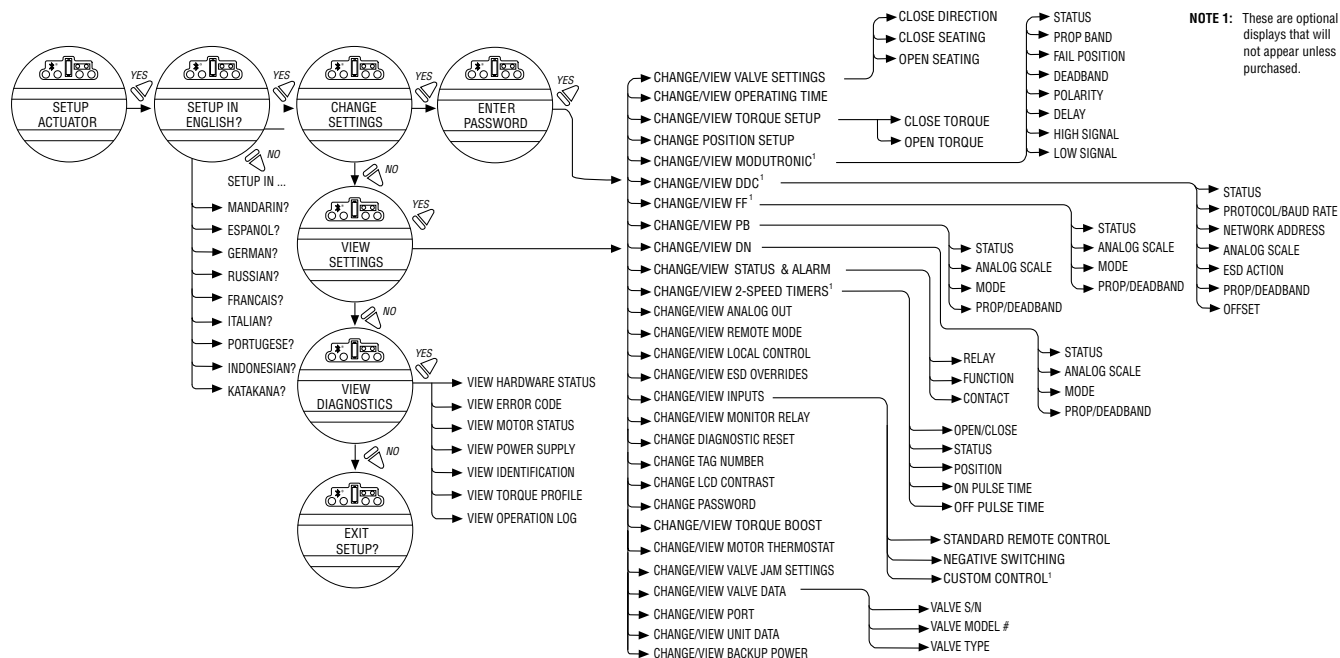 NOTE 1: These are optional
displays that will
not appear unless
purchased.
YES
SETUP
ACTUATOR
YES
SETUP IN
ENGLISH?
NO
SETUP IN ...
MANDARIN?
ESPANOL?
GERMAN?
RUSSIAN?
FRANCAIS?
ITALIAN?
PORTUGESE?
INDONESIAN?
KATAKANA?
YES
CHANGE
SETTINGS
NO
YES
ENTER
PASSWORD
YES
VIEW
SETTINGS
NO
YES
VIEW
DIAGNOSTICS
NO
EXIT
SETUP?
VIEW HARDWARE STATUS
VIEW ERROR CODE
VIEW MOTOR STATUS
VIEW POWER SUPPLY
VIEW IDENTIFICATION
VIEW TORQUE PROFILE
VIEW OPERATION LOG
CHANGE/VIEW VALVE SETTINGS
CHANGE/VIEW OPERATING TIME
CHANGE/VIEW TORQUE SETUP
CHANGE POSITION SETUP
CHANGE/VIEW MODUTRONIC¹
CHANGE/VIEW DDC¹
CHANGE/VIEW FF¹
CHANGE/VIEW PB
CHANGE/VIEW DN
CHANGE/VIEW STATUS & ALARM
CHANGE/VIEW 2-SPEED TIMERS¹
CHANGE/VIEW ANALOG OUT
CHANGE/VIEW REMOTE MODE
CHANGE/VIEW LOCAL CONTROL
CHANGE/VIEW ESD OVERRIDES
CHANGE/VIEW INPUTS
CHANGE/VIEW MONITOR RELAY
CHANGE DIAGNOSTIC RESET
CHANGE TAG NUMBER
CHANGE LCD CONTRAST
CHANGE PASSWORD
CHANGE/VIEW TORQUE BOOST
CHANGE/VIEW MOTOR THERMOSTAT
CHANGE/VIEW VALVE JAM SETTINGS
CHANGE/VIEW VALVE DATA
CHANGE/VIEW PORT
CHANGE/VIEW UNIT DATA
CHANGE/VIEW BACKUP POWER
CLOSE DIRECTION
CLOSE SEATING
OPEN SEATING
CLOSE TORQUE
OPEN TORQUE
STATUS
PROP BAND
FAIL POSITION
DEADBAND
POLARITY
DELAY
HIGH SIGNAL
LOW SIGNAL
STATUS
PROTOCOL/BAUD RATE
NETWORK ADDRESS
ANALOG SCALE
ESD ACTION
PROP/DEADBAND
OFFSET
STATUS
ANALOG SCALE
MODE
PROP/DEADBAND
STATUS
ANALOG SCALE
MODE
PROP/DEADBAND
STATUS
ANALOG SCALE
MODE
PROP/DEADBAND
RELAY
FUNCTION
CONTACT
OPEN/CLOSE
STATUS
POSITION
ON PULSE TIME
OFF PULSE TIME
STANDARD REMOTE CONTROL
NEGATIVE SWITCHING
CUSTOM CONTROL¹
VALVE S/N
VALVE MODEL #
VALVE TYPE